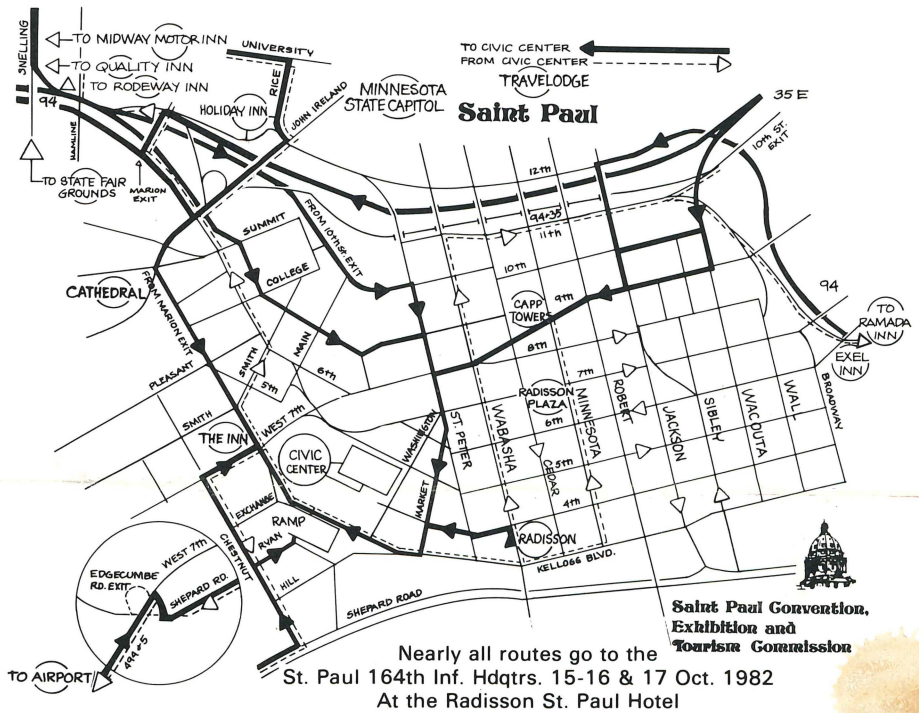 SNELLING
TO MIDWAY MOTOR INN
TO QUALITY INN
TO RODEWAY INN
94
HAMLINE
TO STATE FAIR
GROUNDS
MARION
EXIT
UNIVERSITY
RICE
HOLIDAY INN
JOHN IRELAND
MINNESOTA
STATE CAPITOL
TO CIVIC CENTER
FROM CIVIC CENTER
TRAVELODGE
Saint Paul
35 E
10th ST.
EXIT
12th
94+35
11th
10th
9th
8th
7th
6th
5th
4th
SUMMIT
COLLEGE
FROM 10th ST. EXIT
CATHEDRAL
FROM MARION EXIT
PLEASANT
SMITH
MAIN
6th
5th
SMITH
WEST 7th
THE INN
CIVIC
CENTER
WASHINGTON
MARKET
ST. PETER
WABASHA
CEDAR
MINNESOTA
ROBERT
JACKSON
SIBLEY
WACOUTA
WALL
BROADWAY
CAPP
TOWERS
RADISSON
PLAZA
94
TO
RAMADA
INN
EXEL
INN
EXCHANGE
RAMP
RYAN
CHESTNUT
HILL
RADISSON
KELLOGG BLVD.
SHEPARD ROAD
WEST 7th
EDGECUMBE
RD. EXIT
SHEPARD RD.
494+5
TO AIRPORT
Saint Paul Convention,
Exhibition and
Tourism Commission
Nearly all routes go to the
St. Paul 164th Inf. Hdqtrs. 15-16 & 17 Oct. 1982
At the Radisson St. Paul Hotel